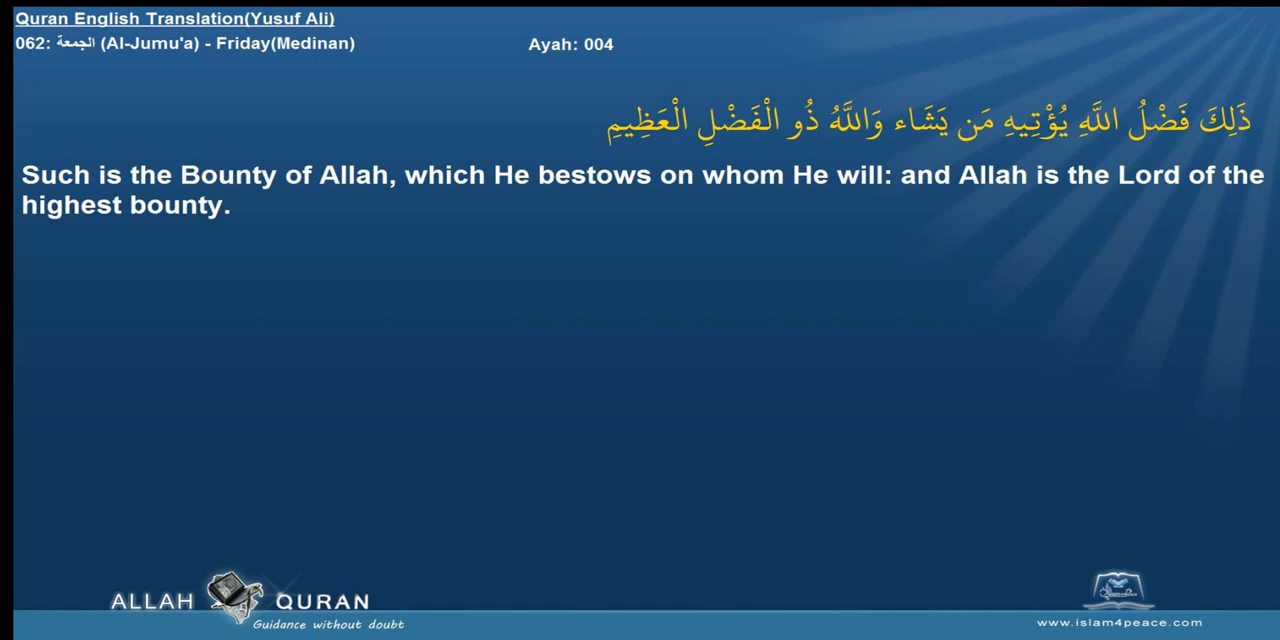 Quran English Translation(Yusuf Ali)
062: الجمعة (Al-Jumu'a) - Friday(Medinan) Ayah: 004
ذَلِكَ فَضْلُ اللَّهِ يُؤْتِيهِ مَن يَشَاء وَاللَّهُ ذُو الْفَضْلِ الْعَظِيمِ
Such is the Bounty of Allah, which He bestows on whom He will: and Allah is the Lord of the
highest bounty.
ALLAH QURAN
Guidance without doubt
www.islam4peace.com